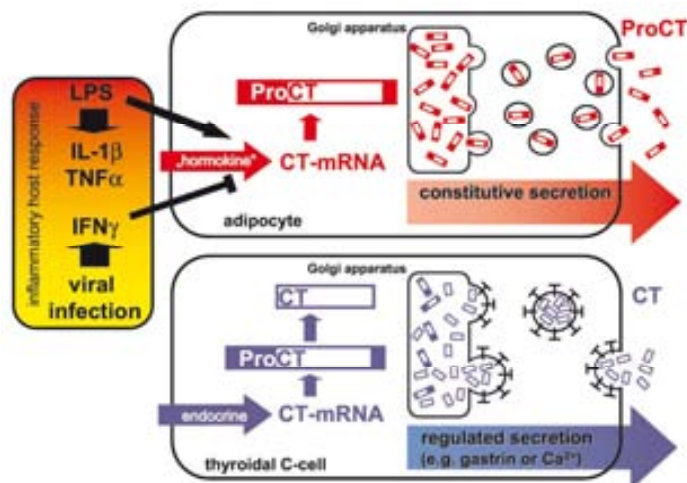 inflammatory host response
LPS
IL-1β
TNFα
IFNγ
viral
infection
Golgi apparatus
ProCT
ProCT
„hormokine"
CT-mRNA
constitutive secretion
adipocyte
Golgi apparatus
CT
CT
ProCT
endocrine
CT-mRNA
regulated secretion
(e.g. gastrin or Ca²⁺)
thyroidal C-cell